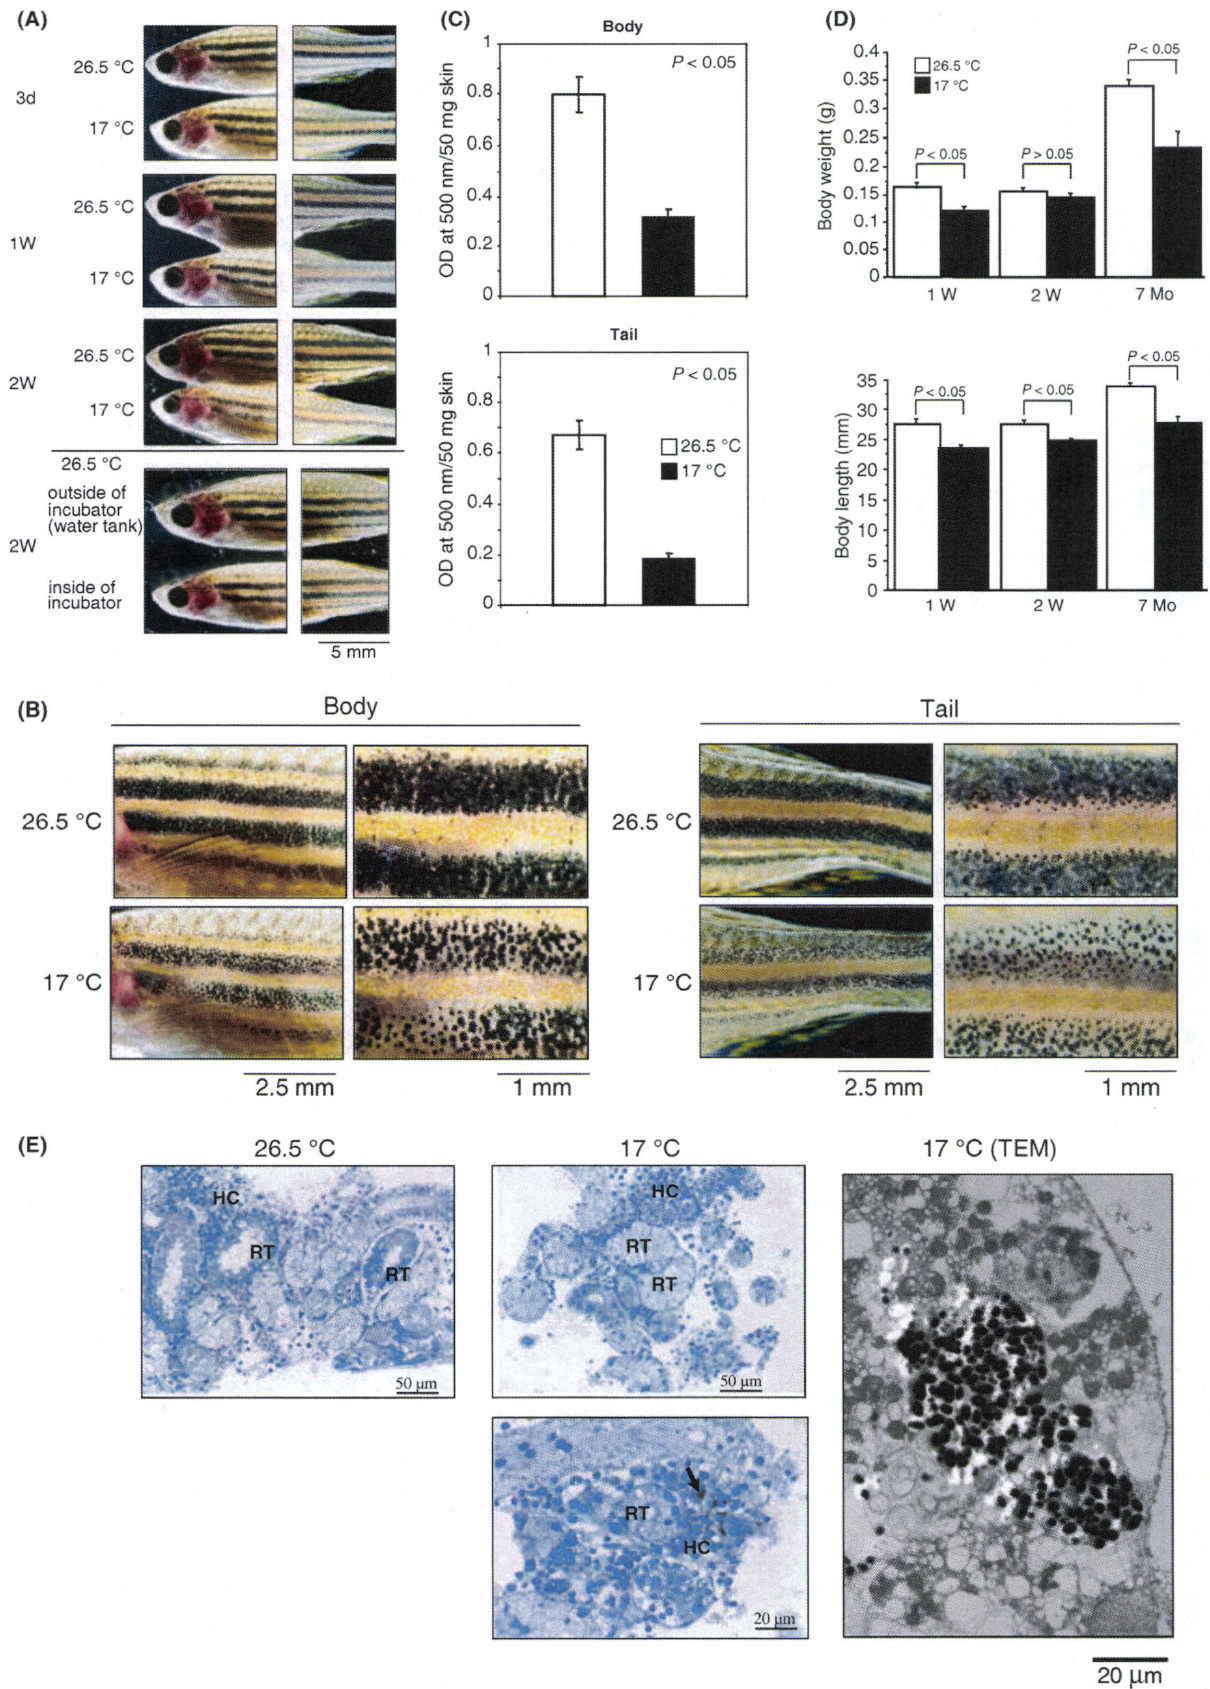 (A)
3d
26.5 °C
17 °C
1W
26.5 °C
17 °C
2W
26.5 °C
17 °C
26.5 °C
outside of
incubator
(water tank)
2W
inside of
incubator
5 mm
(C)
Body
1
0.8
0.6
0.4
0.2
0
OD at 500 nm/50 mg skin
P < 0.05
Tail
1
0.8
0.6
0.4
0.2
0
OD at 500 nm/50 mg skin
P < 0.05
26.5 °C
17 °C
(D)
0.4
0.35
0.3
0.25
0.2
0.15
0.1
0.05
0
Body weight (g)
26.5 °C
17 °C
P < 0.05
P > 0.05
P < 0.05
1 W
2 W
7 Mo
35
30
25
20
15
10
5
0
Body length (mm)
P < 0.05
P < 0.05
P < 0.05
1 W
2 W
7 Mo
(B)
Body
Tail
26.5 °C
26.5 °C
17 °C
17 °C
2.5 mm
1 mm
2.5 mm
1 mm
(E)
26.5 °C
17 °C
17 °C (TEM)
HC
RT
RT
50 µm
HC
RT
RT
50 µm
RT
HC
20 µm
20 µm